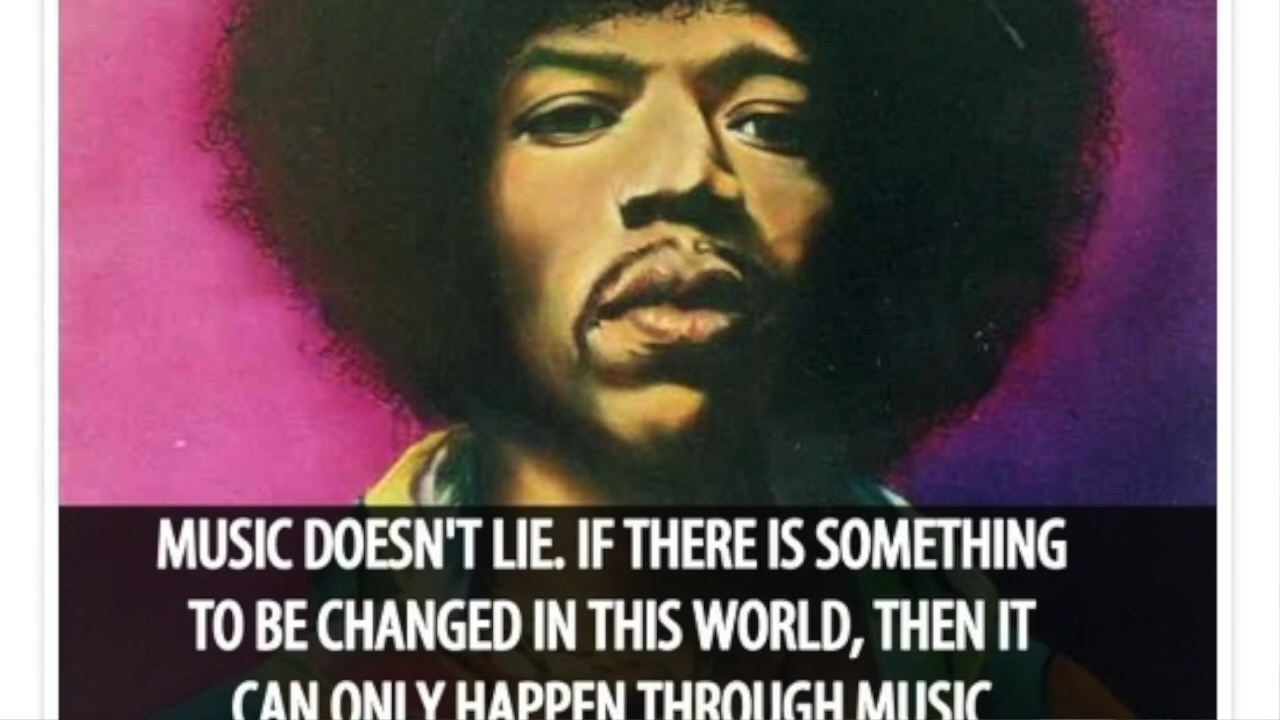 MUSIC DOESN'T LIE. IF THERE IS SOMETHING
TO BE CHANGED IN THIS WORLD, THEN IT
CAN ONLY HAPPEN THROUGH MUSIC